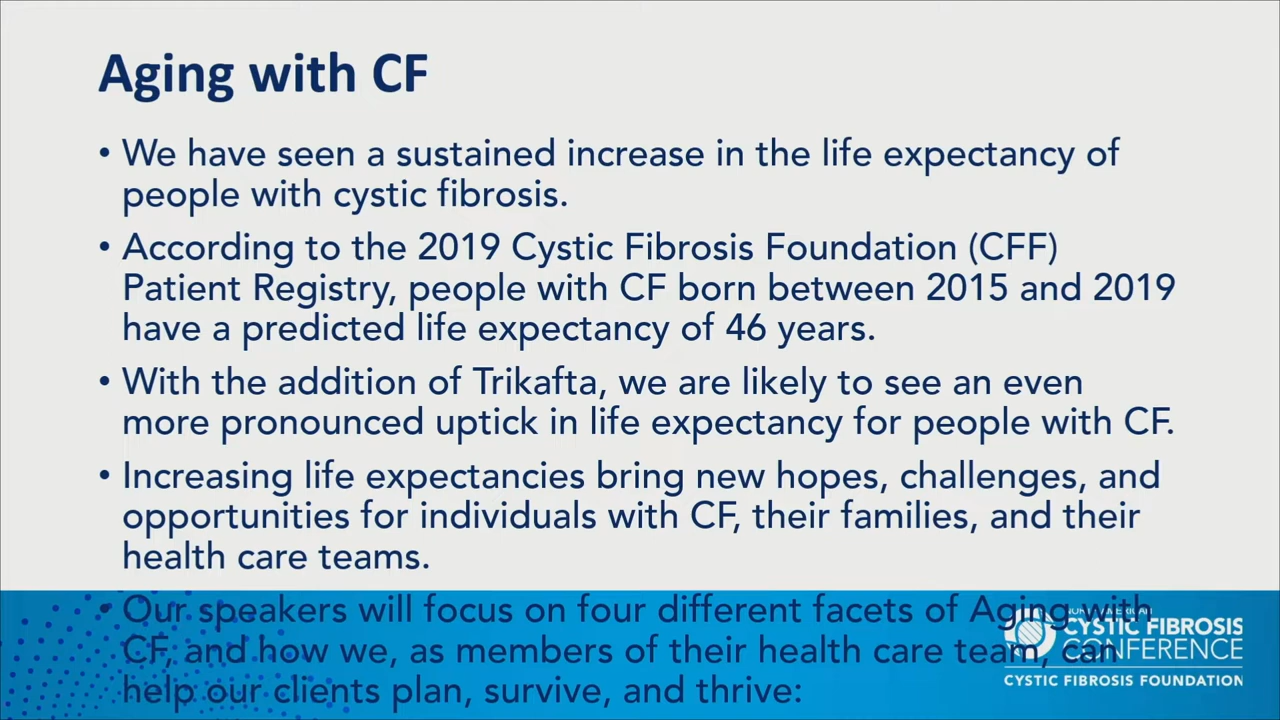 Aging with CF
• We have seen a sustained increase in the life expectancy of
people with cystic fibrosis.
• According to the 2019 Cystic Fibrosis Foundation (CFF)
Patient Registry, people with CF born between 2015 and 2019
have a predicted life expectancy of 46 years.
• With the addition of Trikafta, we are likely to see an even
more pronounced uptick in life expectancy for people with CF.
• Increasing life expectancies bring new hopes, challenges, and
opportunities for individuals with CF, their families, and their
health care teams.
• Our speakers will focus on four different facets of Aging with
CF, and how we, as members of their health care team, can
help our clients plan, survive, and thrive:
NORTH AMERICAN
CYSTIC FIBROSIS
CONFERENCE
CYSTIC FIBROSIS FOUNDATION